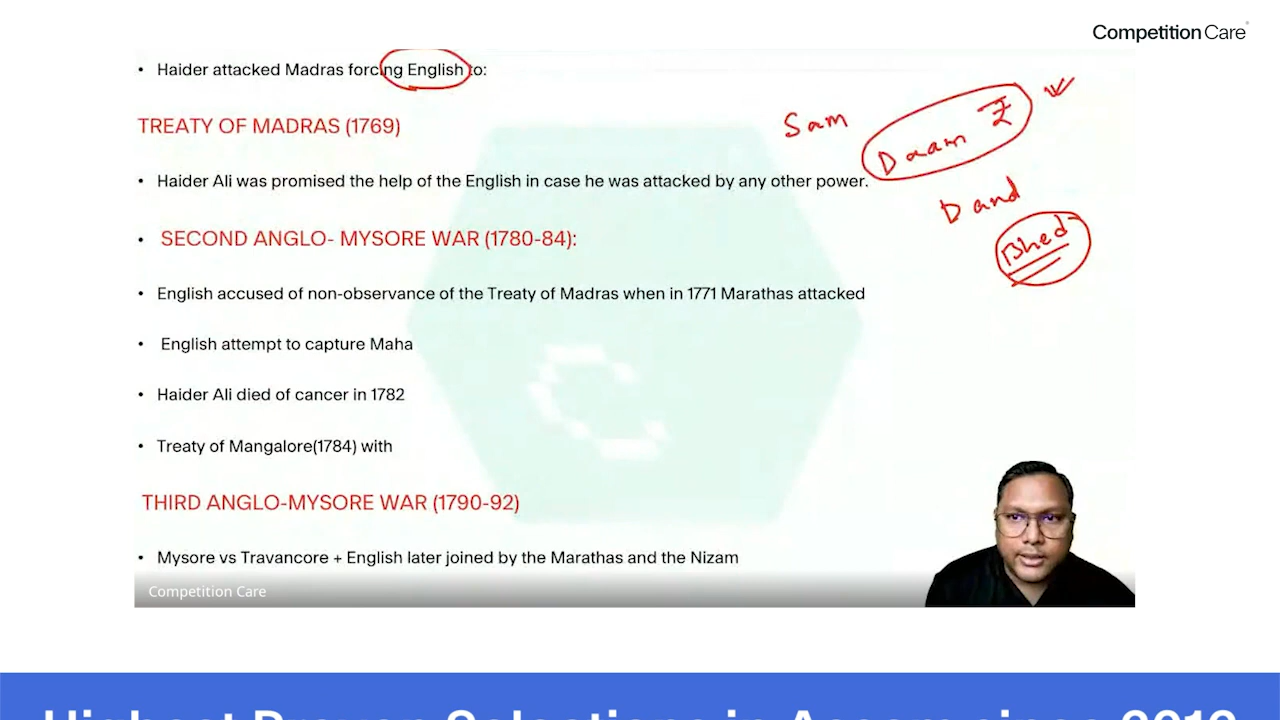 Competition Care
• Haider attacked Madras forcing English to:
TREATY OF MADRAS (1769)
Sam
Daam ₹
• Haider Ali was promised the help of the English in case he was attacked by any other power.
Dand
Bhed
• SECOND ANGLO- MYSORE WAR (1780-84):
• English accused of non-observance of the Treaty of Madras when in 1771 Marathas attacked
• English attempt to capture Maha
• Haider Ali died of cancer in 1782
• Treaty of Mangalore(1784) with
THIRD ANGLO-MYSORE WAR (1790-92)
• Mysore vs Travancore + English later joined by the Marathas and the Nizam
Competition Care